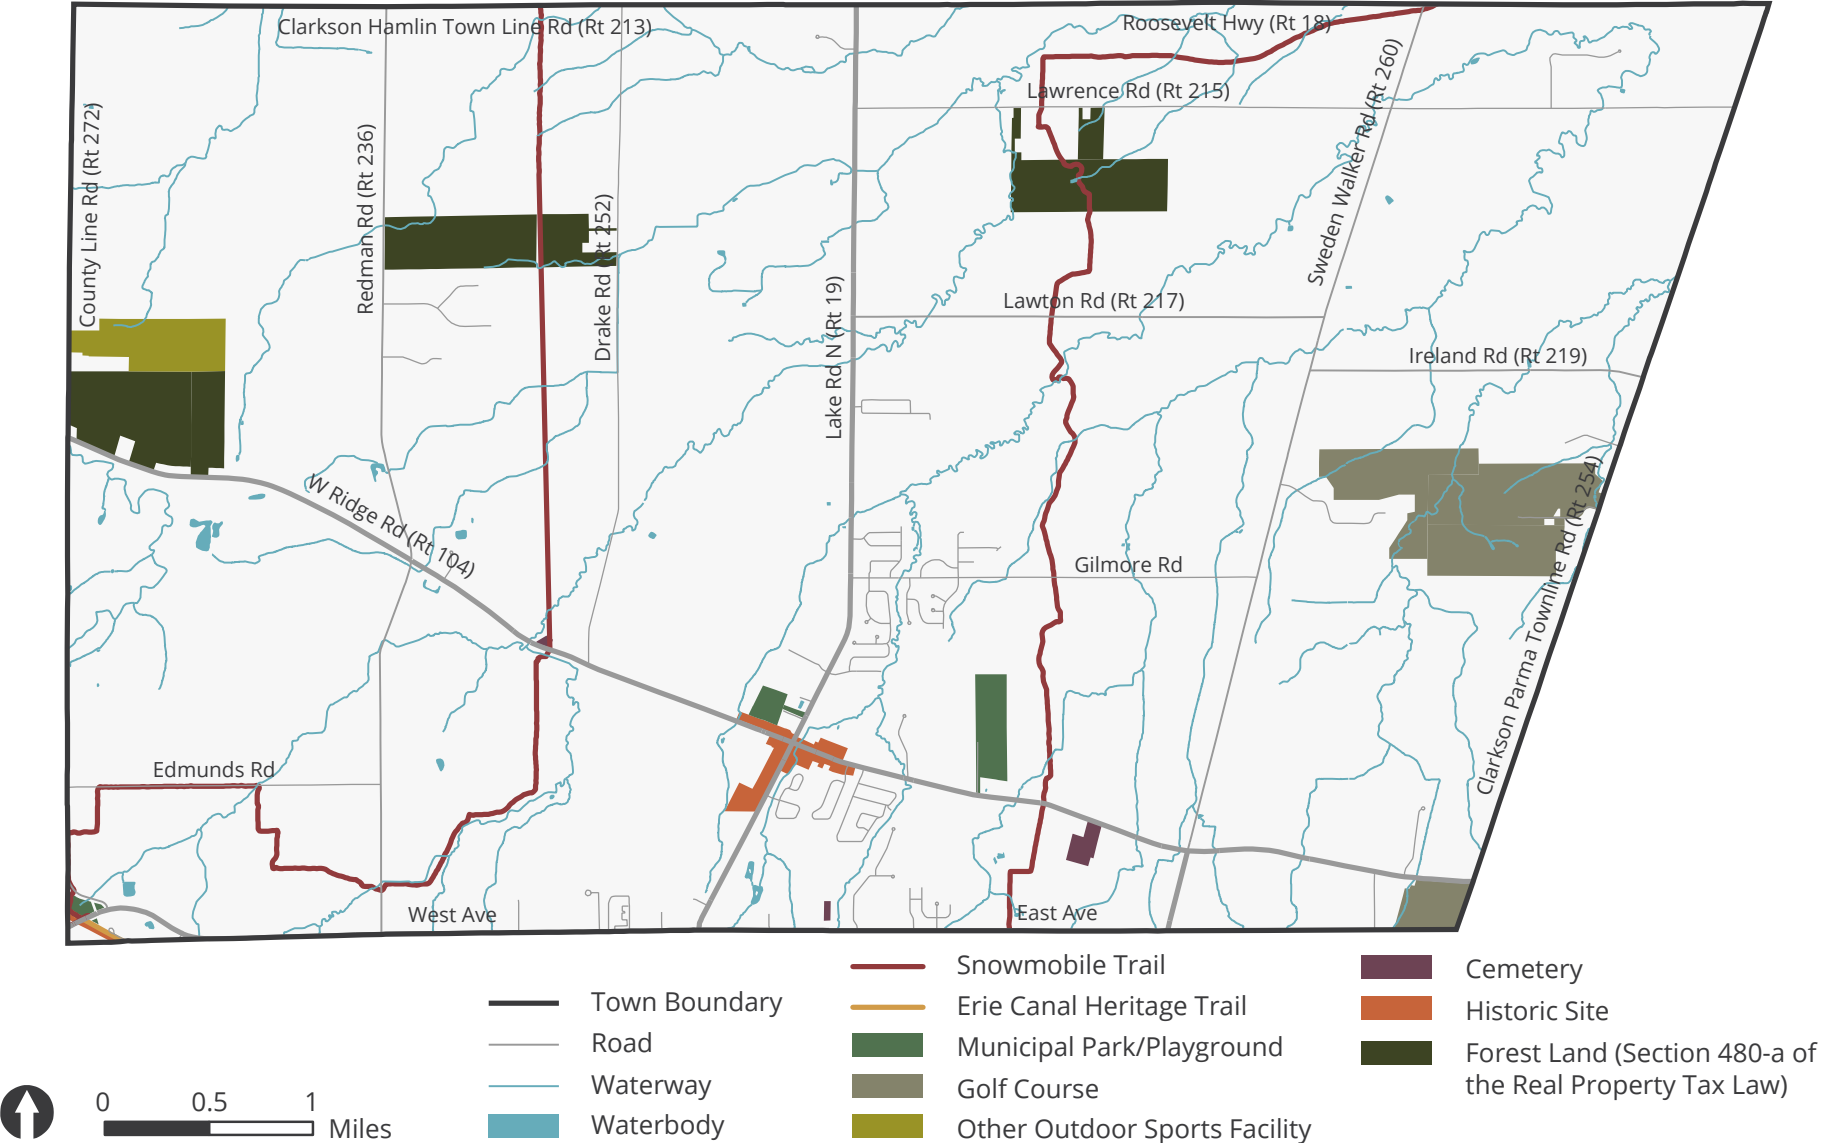 Clarkson Hamlin Town Line Rd (Rt 213)
Roosevelt Hwy (Rt 18)
Sweden Walker Rd (Rt 260)
Lawrence Rd (Rt 215)
County Line Rd (Rt 272)
Redman Rd (Rt 236)
Drake Rd (Rt 252)
Lake Rd N (Rt 19)
Lawton Rd (Rt 217)
Ireland Rd (Rt 219)
W Ridge Rd (Rt 104)
Gilmore Rd
Clarkson Parma Townline Rd (Rt 254)
Edmunds Rd
West Ave
East Ave
Town Boundary
Road
Waterway
Waterbody
Snowmobile Trail
Erie Canal Heritage Trail
Municipal Park/Playground
Golf Course
Other Outdoor Sports Facility
Cemetery
Historic Site
Forest Land (Section 480-a of
the Real Property Tax Law)
0 0.5 1
Miles